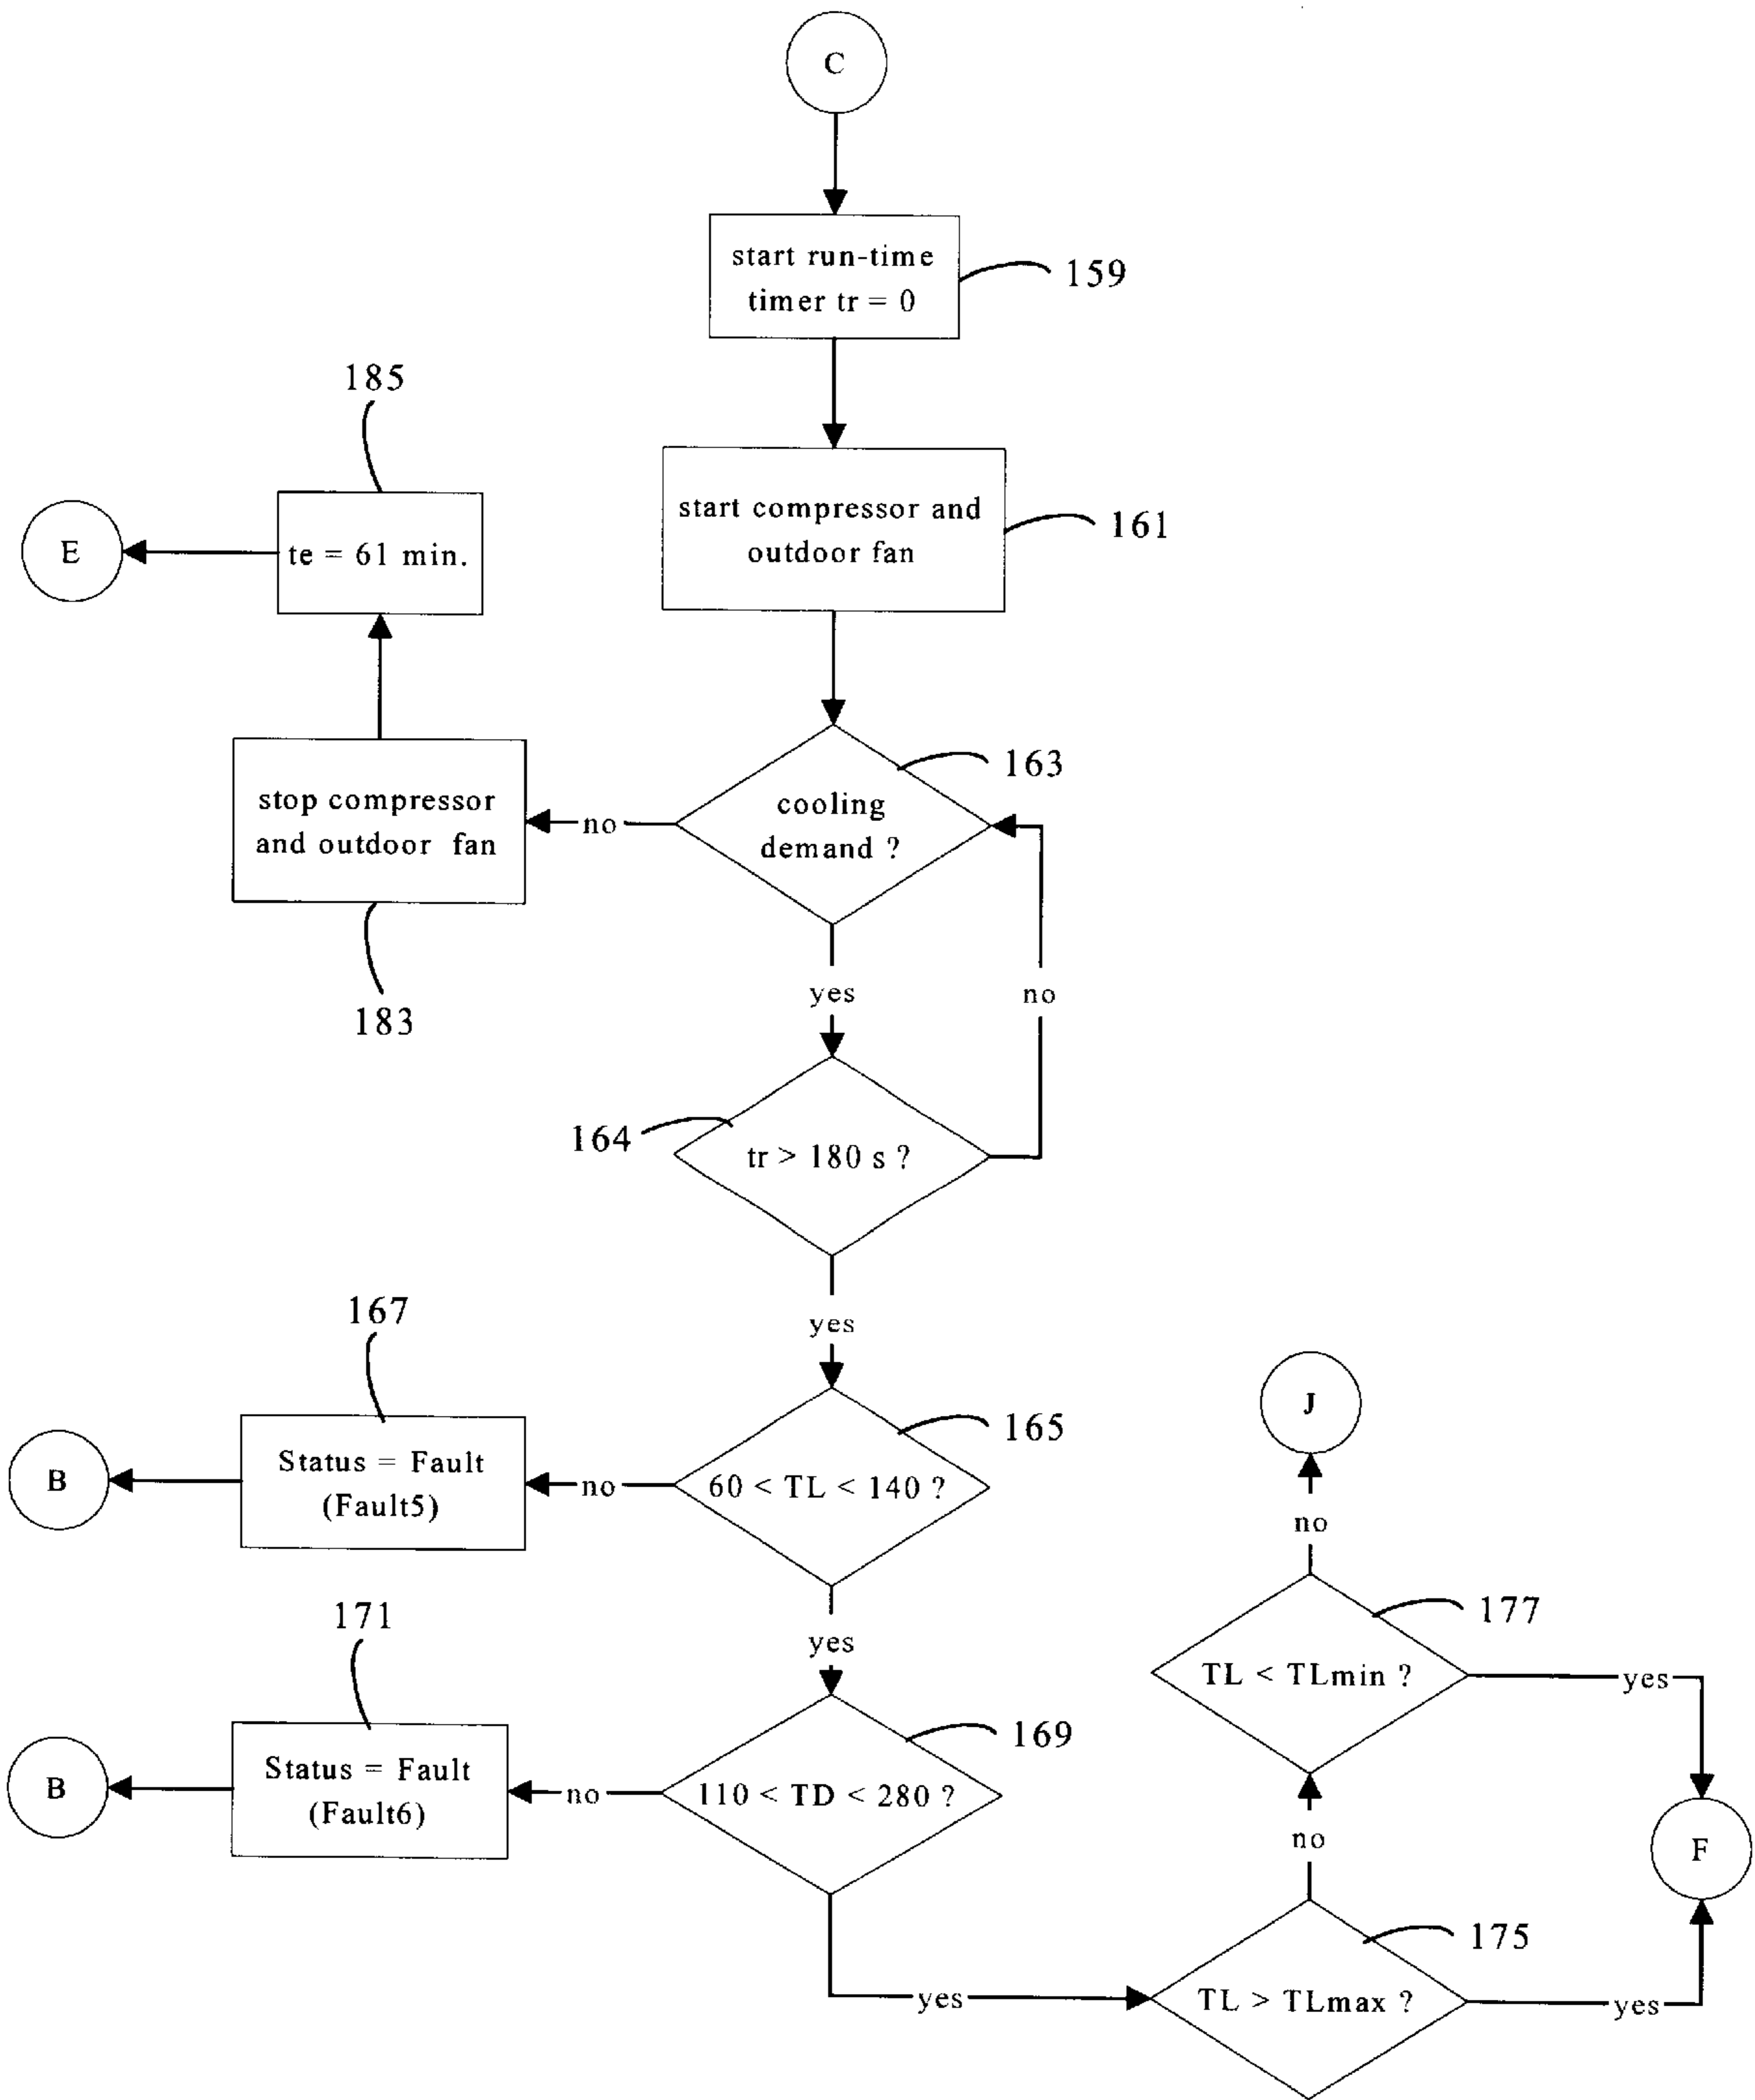 C
start run-time
timer tr = 0
159
185
start compressor and
outdoor fan
161
E
te = 61 min.
163
cooling
demand ?
no
stop compressor
and outdoor fan
183
yes
no
164
tr > 180 s ?
yes
167
165
J
B
Status = Fault
(Fault5)
no
60 < TL < 140 ?
no
yes
171
177
TL < TLmin ?
yes
169
B
Status = Fault
(Fault6)
no
110 < TD < 280 ?
no
F
175
yes
TL > TLmax ?
yes